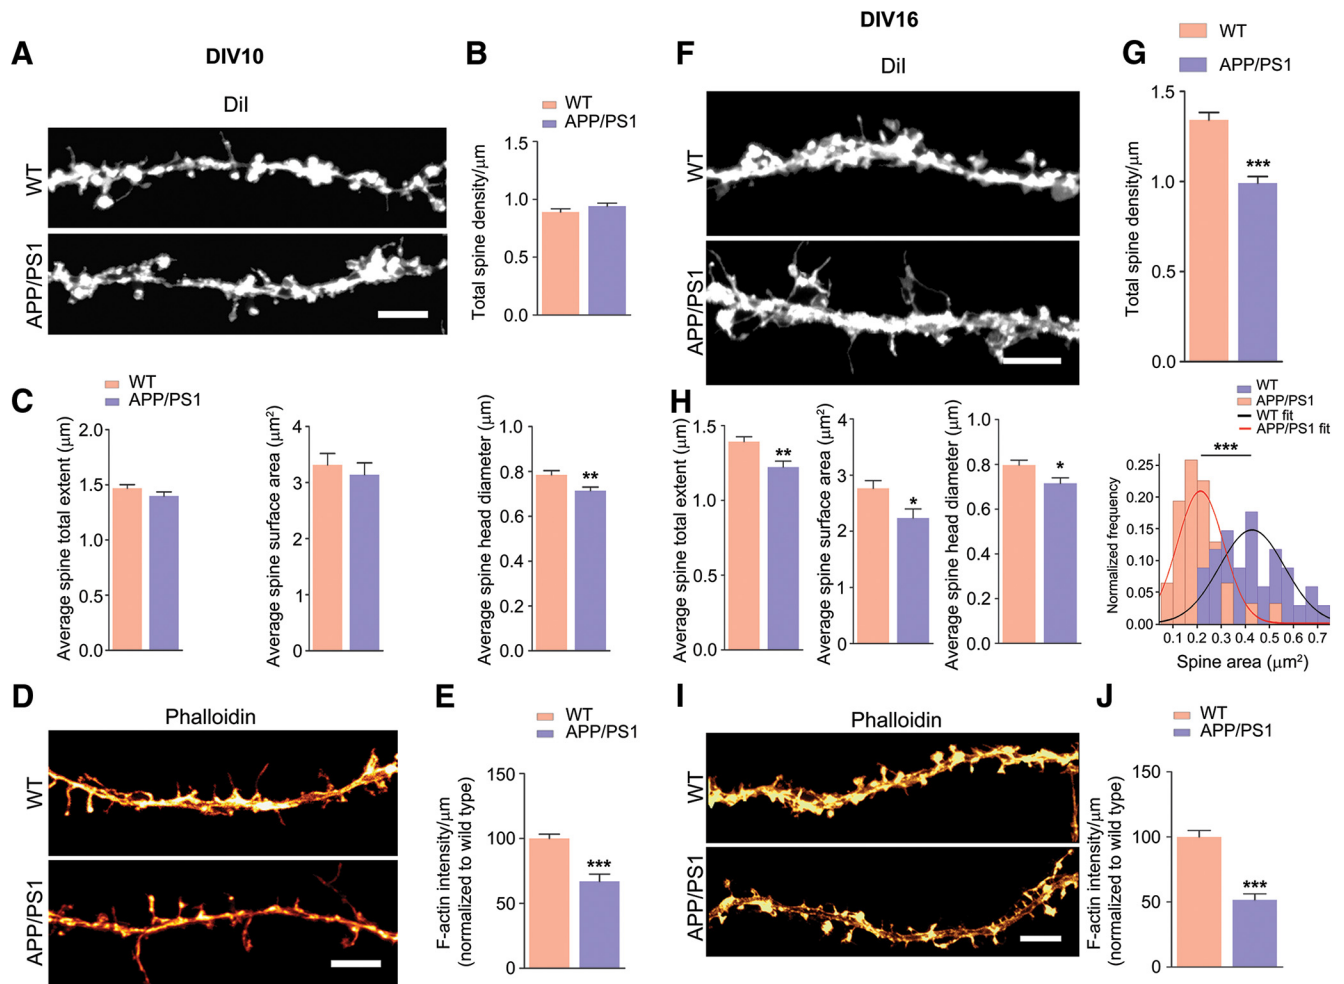 DIV10
DIV16
A
DiI
WT
APP/PS1
B
WT
APP/PS1
Total spine density/μm
1.5
1.0
0.5
0.0
F
DiI
WT
APP/PS1
G
WT
APP/PS1
Total spine density/μm
1.5
1.0
0.5
0.0
***
C
WT
APP/PS1
Average spine total extent (μm)
2.0
1.5
1.0
0.5
0.0
Average spine surface area (μm²)
4
3
2
1
0
Average spine head diameter (μm)
1.0
0.8
0.6
0.4
0.2
0.0
**
H
Average spine total extent (μm)
1.5
1.0
0.5
0.0
**
Average spine surface area (μm²)
4
3
2
1
0
*
Average spine head diameter (μm)
1.0
0.8
0.6
0.4
0.2
0.0
*
WT
APP/PS1
WT fit
APP/PS1 fit
***
Normalized frequency
0.25
0.20
0.15
0.10
0.05
0.00
0.1 0.2 0.3 0.4 0.5 0.6 0.7
Spine area (μm²)
D
Phalloidin
WT
APP/PS1
E
WT
APP/PS1
F-actin intensity/μm
(normalized to wild type)
150
100
50
0
***
I
Phalloidin
WT
APP/PS1
J
WT
APP/PS1
F-actin intensity/μm
(normalized to wild type)
150
100
50
0
***